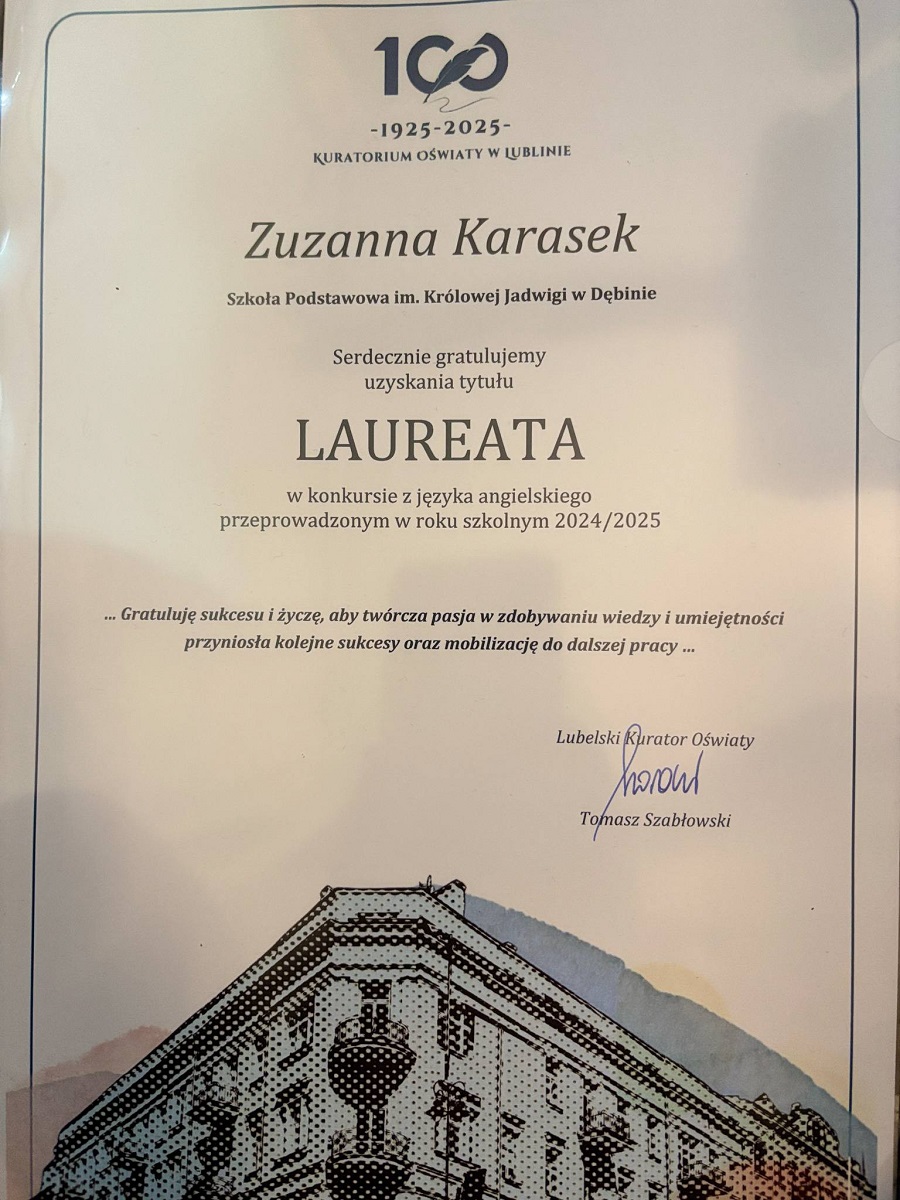 100
-1925-2025-
KURATORIUM OŚWIATY W LUBLINIE
Zuzanna Karasek
Szkoła Podstawowa im. Królowej Jadwigi w Dębinie
Serdecznie gratulujemy
uzyskania tytułu
LAUREATA
w konkursie z języka angielskiego
przeprowadzonym w roku szkolnym 2024/2025
... Gratuluję sukcesu i życzę, aby twórcza pasja w zdobywaniu wiedzy i umiejętności
przyniosła kolejne sukcesy oraz mobilizację do dalszej pracy ...
Lubelski Kurator Oświaty
Tomasz Szabłowski